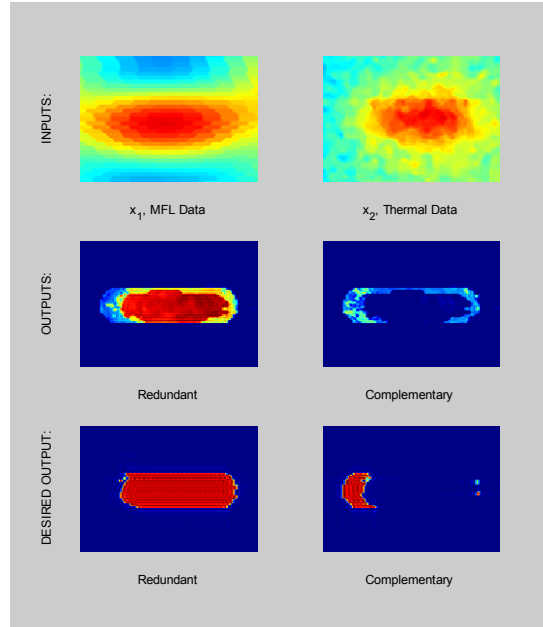 INPUTS:
x1, MFL Data
x2, Thermal Data
OUTPUTS:
Redundant
Complementary
DESIRED OUTPUT:
Redundant
Complementary